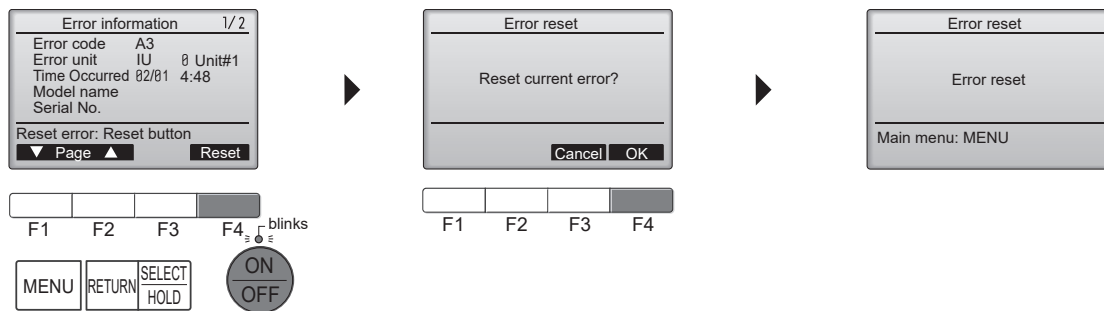 Error information 1/2
Error code A3
Error unit IU 0 Unit#1
Time Occurred 02/01 4:48
Model name
Serial No.
Reset error: Reset button
▼ Page ▲ Reset
F1 F2 F3 F4
blinks
MENU RETURN SELECT
HOLD
ON
OFF
Error reset
Reset current error?
Cancel OK
F1 F2 F3 F4
Error reset
Error reset
Main menu: MENU